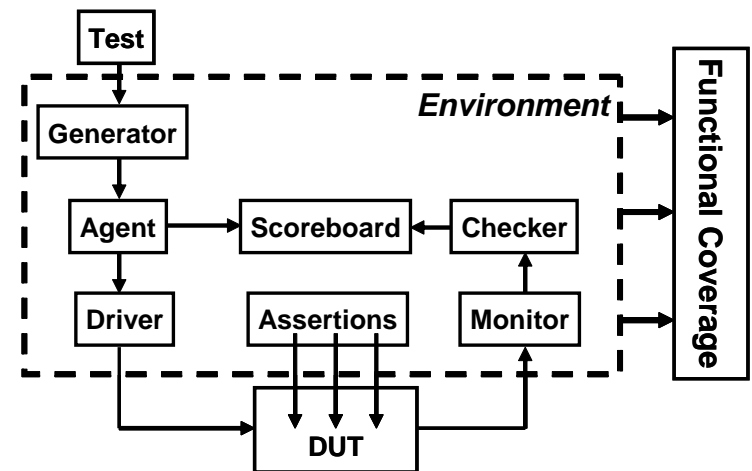 Test
Environment
Generator
Agent
Scoreboard
Checker
Driver
Assertions
Monitor
DUT
Functional Coverage